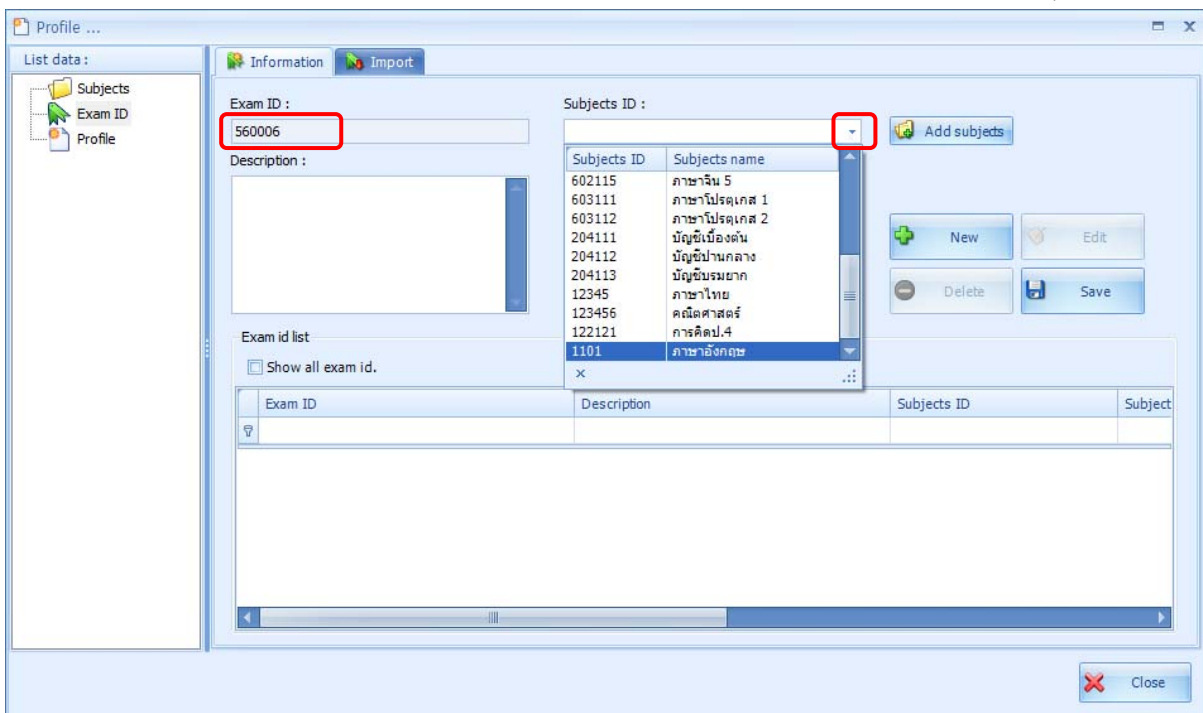 Profile ...
List data :
Subjects
Exam ID
Profile
Information
Import
Exam ID :
Subjects ID :
560006
Add subjects
Description :
Subjects ID Subjects name
602115 ภาษาจีน 5
603111 ภาษาโปรตุเกส 1
603112 ภาษาโปรตุเกส 2
204111 บัญชีเบื้องต้น
204112 บัญชีปานกลาง
204113 บัญชีบรมยาก
12345 ภาษาไทย
123456 คณิตศาสตร์
122121 การคิดป.4
1101 ภาษาอังกฤษ
New
Edit
Delete
Save
Exam id list
Show all exam id.
Exam ID Description Subjects ID Subject
Close